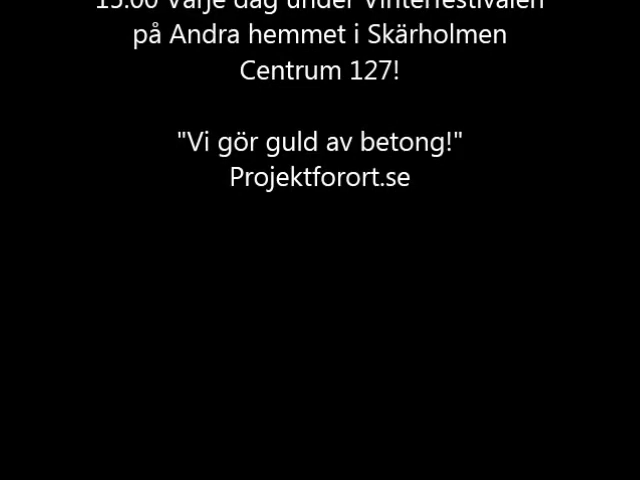 15.00 Varje dag under Vinterfestivalen
på Andra hemmet i Skärholmen
Centrum 127!
"Vi gör guld av betong!"
Projektforort.se